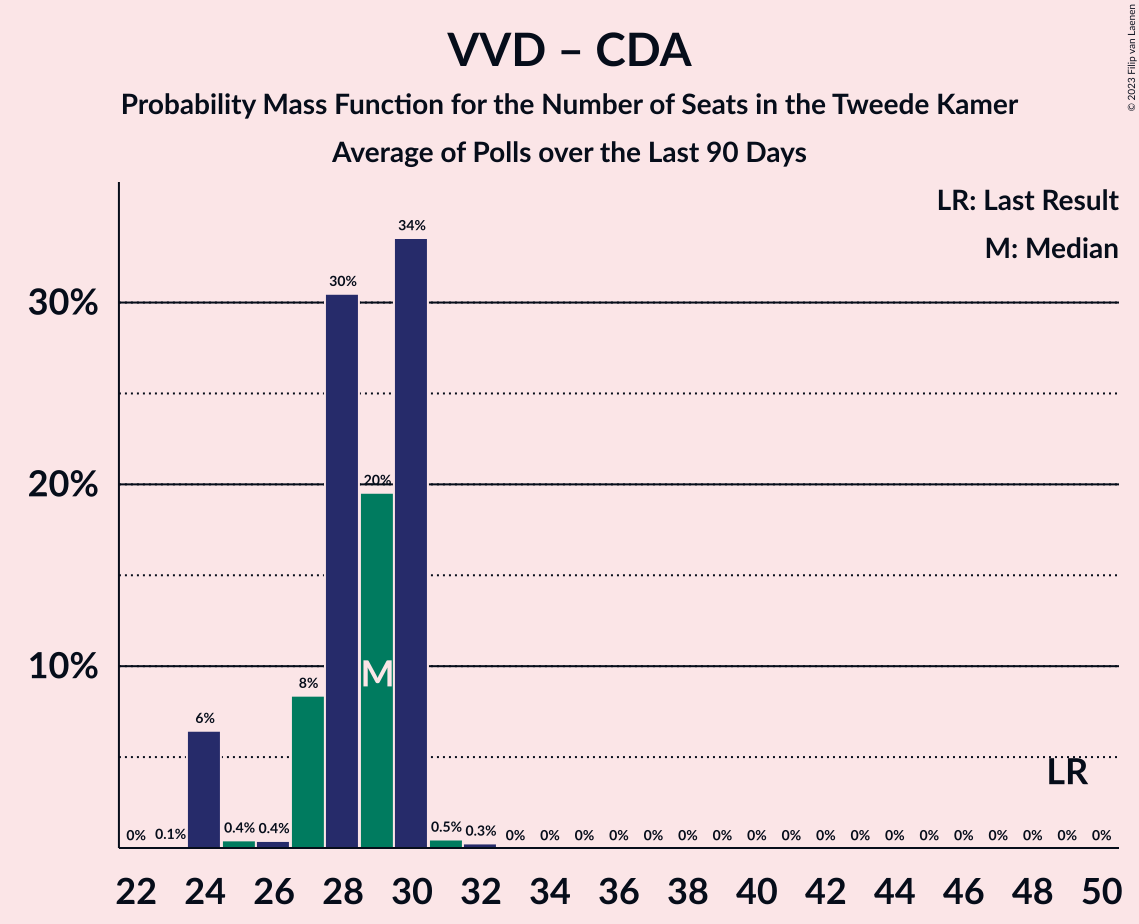 VVD – CDA
Probability Mass Function for the Number of Seats in the Tweede Kamer
Average of Polls over the Last 90 Days
© 2023 Filip van Laenen
LR: Last Result
M: Median
30%
20%
10%
0% 0.1% 6% 0.4% 0.4% 8% 30% 20% 34% 0.5% 0.3% 0% 0% 0% 0% 0% 0% 0% 0% 0% 0% 0% 0% 0% 0% 0% 0% 0% 0%
M
LR
22 24 26 28 30 32 34 36 38 40 42 44 46 48 50